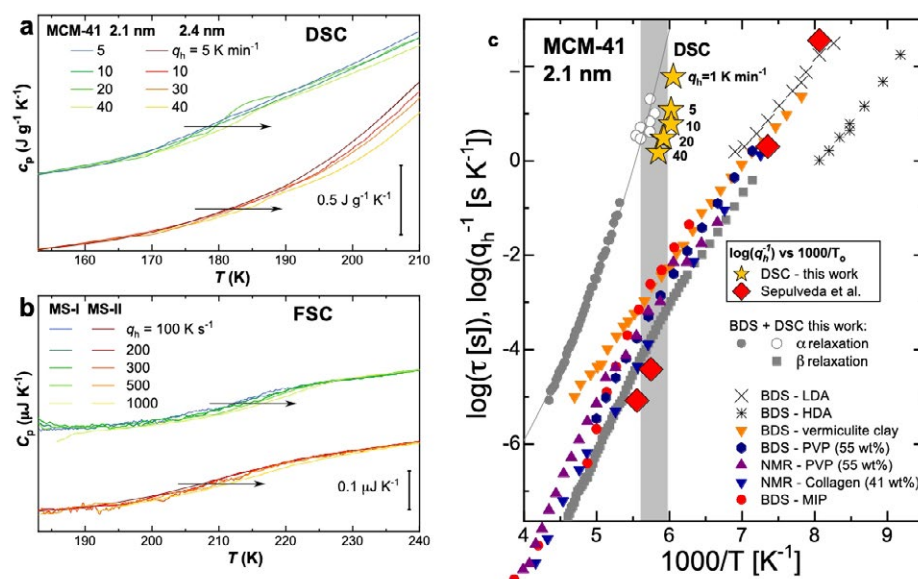 a
MCM-41 2.1 nm 2.4 nm DSC
5 q_h = 5 K min⁻¹
10 10
20 30
40 40
c_p (J g⁻¹ K⁻¹)
0.5 J g⁻¹ K⁻¹
160 170 180 190 200 210
T (K)
b
MS-I MS-II FSC
q_h = 100 K s⁻¹
200
300
500
1000
C_p (μJ K⁻¹)
0.1 μJ K⁻¹
190 200 210 220 230 240
T (K)
c
MCM-41
2.1 nm
DSC
q_h=1 K min⁻¹
5
10
20
40
log(τ [s]), log(q_h⁻¹ [s K⁻¹])
0
-2
-4
-6
log(q_h⁻¹) vs 1000/T_o
DSC - this work
Sepulveda et al.
BDS + DSC this work:
α relaxation
β relaxation
BDS - LDA
BDS - HDA
BDS - vermiculite clay
BDS - PVP (55 wt%)
NMR - PVP (55 wt%)
NMR - Collagen (41 wt%)
BDS - MIP
4 5 6 7 8 9
1000/T [K⁻¹]